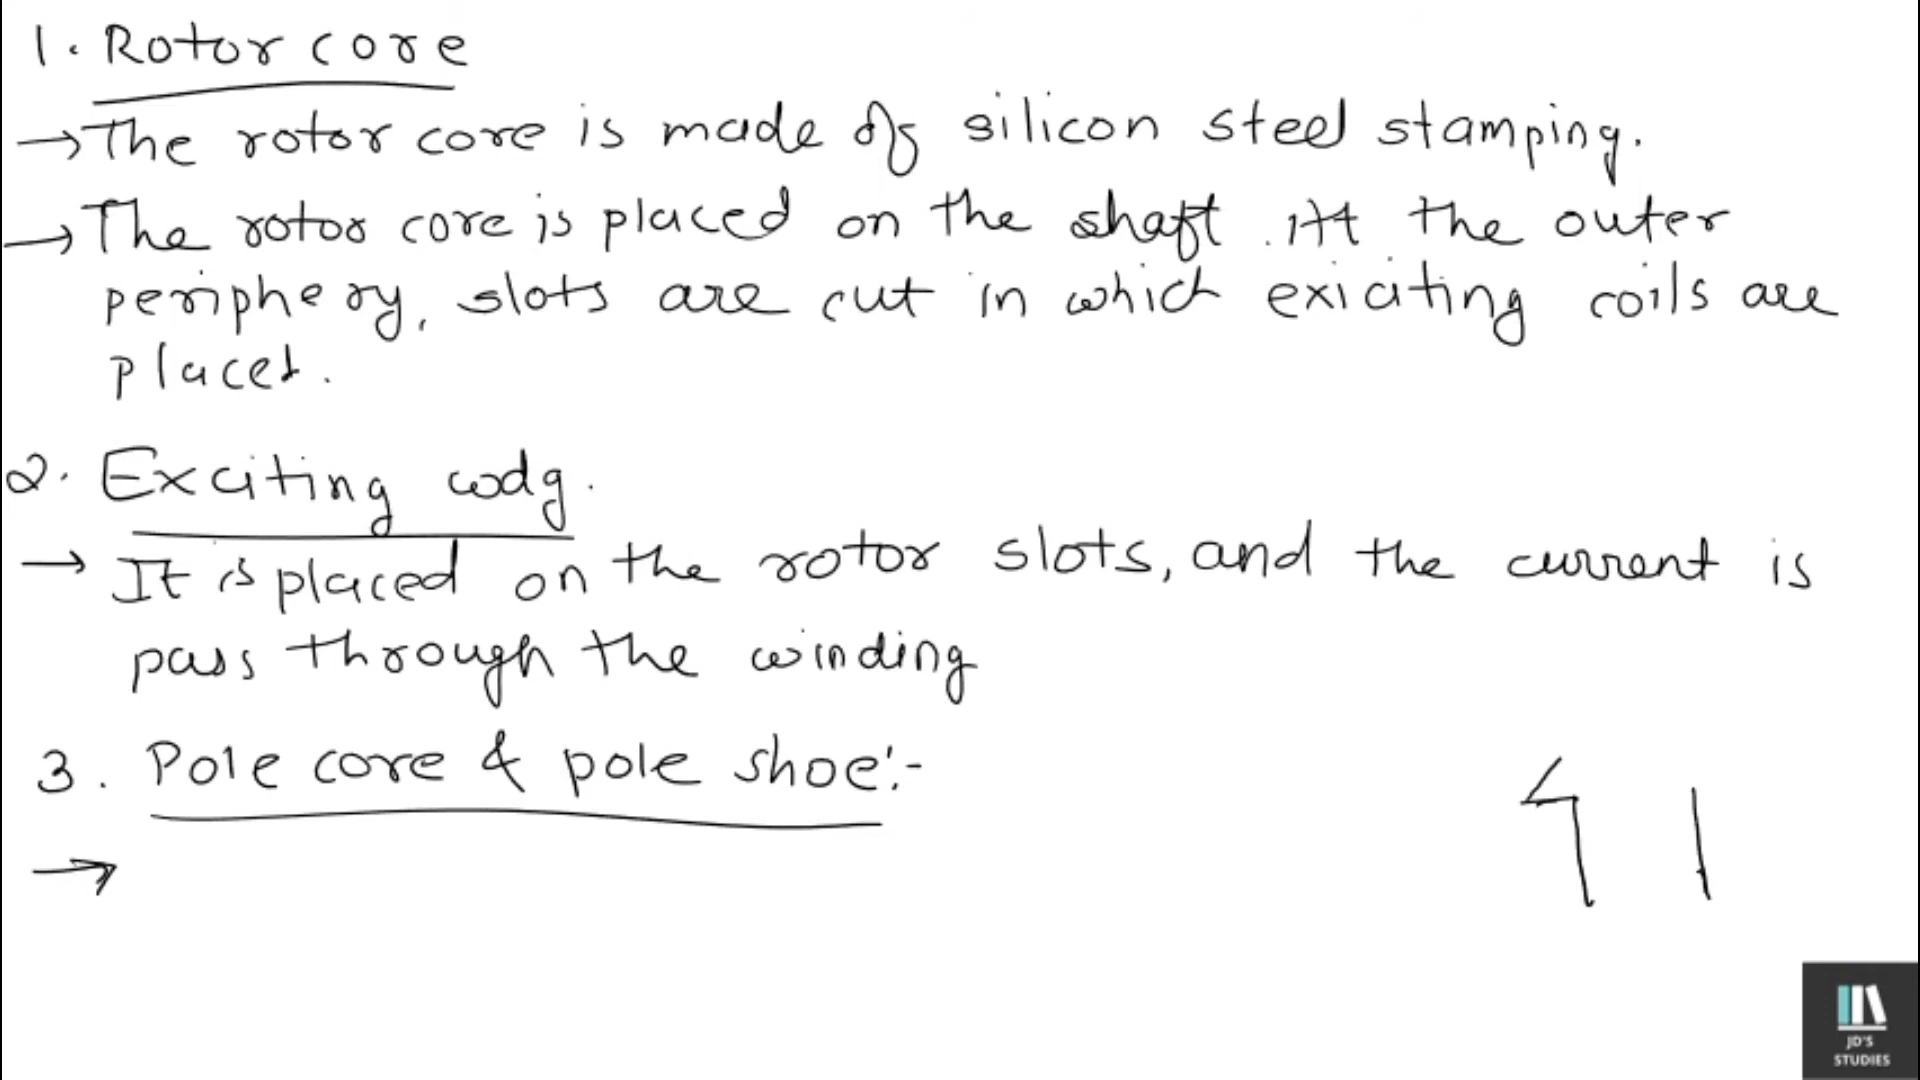 1. Rotor core
→ The rotor core is made of silicon steel stamping.
→ The rotor core is placed on the shaft. At the outer
periphery, slots are cut in which exiciting coils are
placed.
2. Exciting wdg.
→ It is placed on the rotor slots, and the current is
pass through the winding
3. Pole core & pole shoe:-
→
JD'S
STUDIES